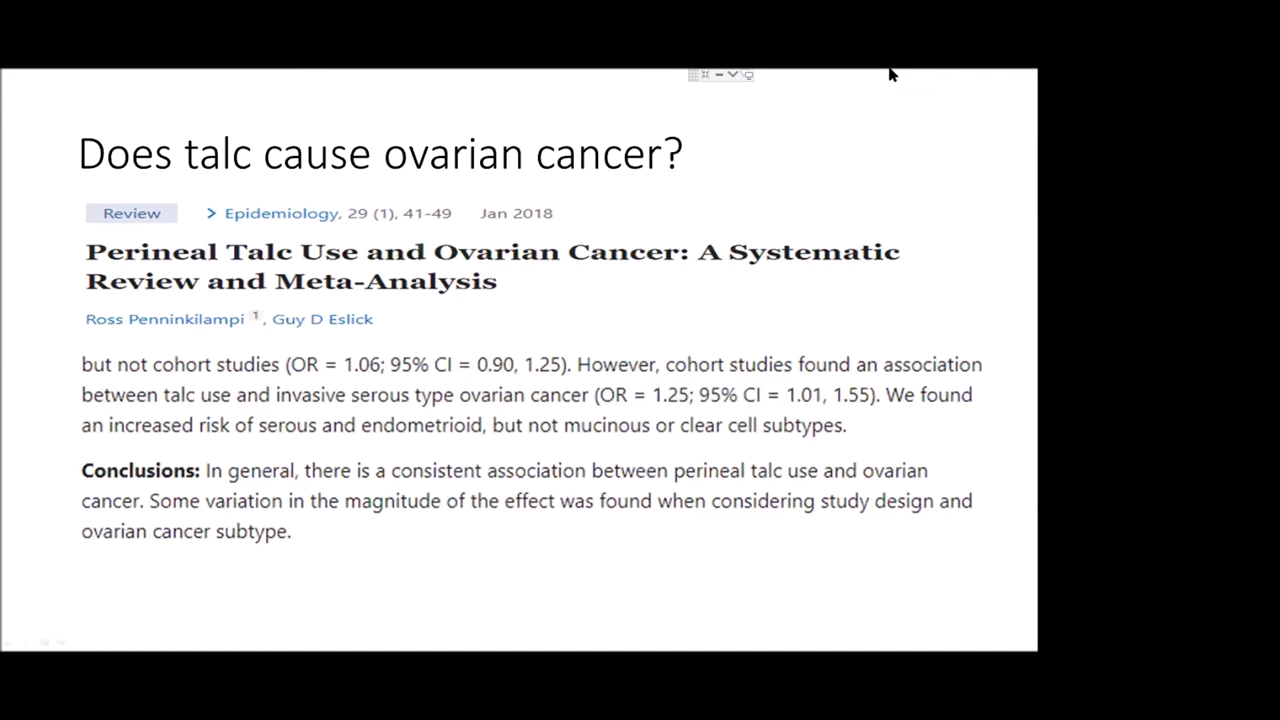 Does talc cause ovarian cancer?
Review > Epidemiology, 29 (1), 41-49 Jan 2018
Perineal Talc Use and Ovarian Cancer: A Systematic
Review and Meta-Analysis
Ross Penninkilampi 1, Guy D Eslick
but not cohort studies (OR = 1.06; 95% CI = 0.90, 1.25). However, cohort studies found an association
between talc use and invasive serous type ovarian cancer (OR = 1.25; 95% CI = 1.01, 1.55). We found
an increased risk of serous and endometrioid, but not mucinous or clear cell subtypes.
Conclusions: In general, there is a consistent association between perineal talc use and ovarian
cancer. Some variation in the magnitude of the effect was found when considering study design and
ovarian cancer subtype.